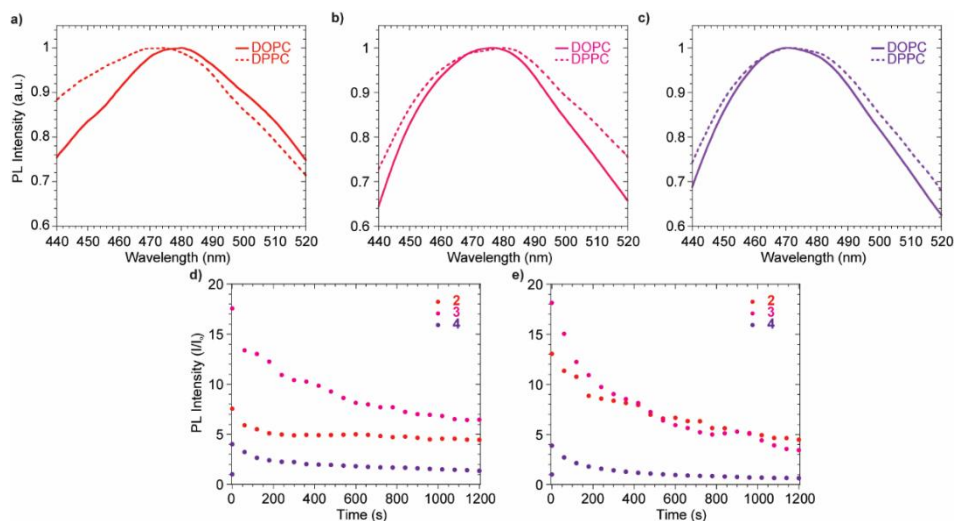 a)
DOPC
DPPC
PL Intensity (a.u.)
1
0.9
0.8
0.7
0.6
440 450 460 470 480 490 500 510 520
Wavelength (nm)
b)
DOPC
DPPC
1
0.9
0.8
0.7
0.6
440 450 460 470 480 490 500 510 520
Wavelength (nm)
c)
DOPC
DPPC
1
0.9
0.8
0.7
0.6
440 450 460 470 480 490 500 510 520
Wavelength (nm)
d)
2
3
4
PL Intensity (I/I₀)
20
15
10
5
0
0 200 400 600 800 1000 1200
Time (s)
e)
2
3
4
PL Intensity (I/I₀)
20
15
10
5
0
0 200 400 600 800 1000 1200
Time (s)